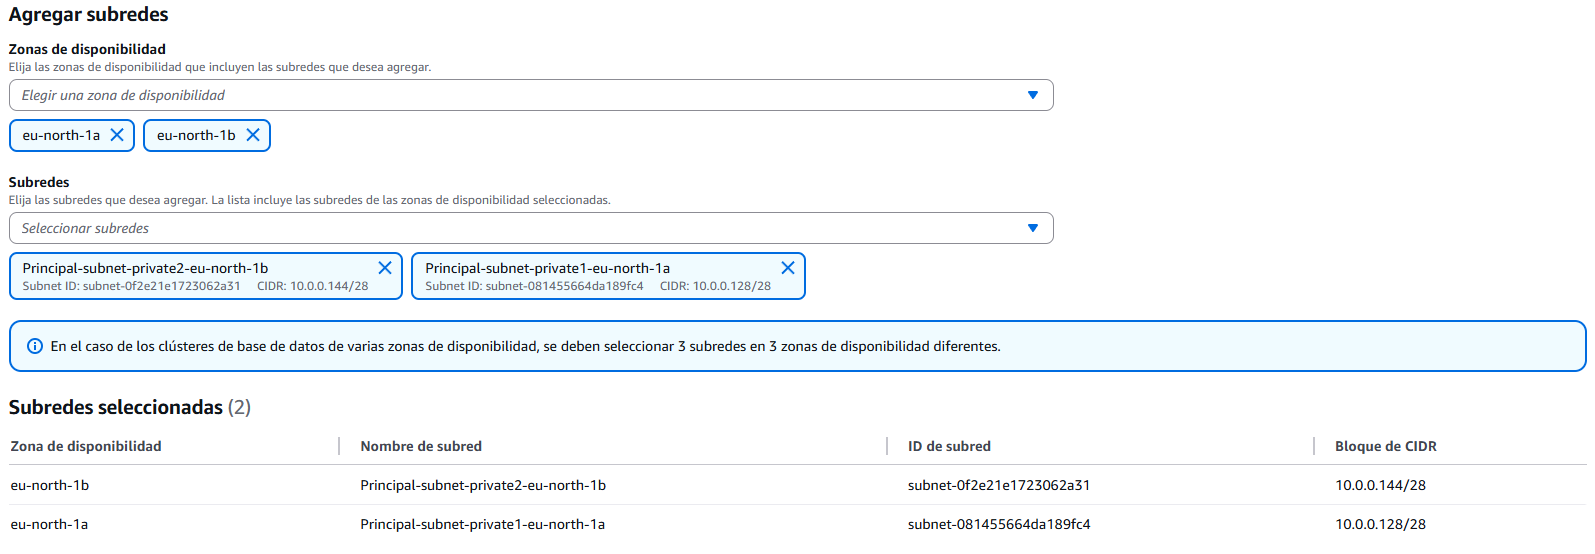 Agregar subredes
Zonas de disponibilidad
Elija las zonas de disponibilidad que incluyen las subredes que desea agregar.
Elegir una zona de disponibilidad
eu-north-1a eu-north-1b
Subredes
Elija las subredes que desea agregar. La lista incluye las subredes de las zonas de disponibilidad seleccionadas.
Seleccionar subredes
Principal-subnet-private2-eu-north-1b Principal-subnet-private1-eu-north-1a
Subnet ID: subnet-0f2e21e1723062a31 CIDR: 10.0.0.144/28 Subnet ID: subnet-081455664da189fc4 CIDR: 10.0.0.128/28
En el caso de los clústeres de base de datos de varias zonas de disponibilidad, se deben seleccionar 3 subredes en 3 zonas de disponibilidad diferentes.
Subredes seleccionadas (2)
Zona de disponibilidad Nombre de subred ID de subred Bloque de CIDR
eu-north-1b Principal-subnet-private2-eu-north-1b subnet-0f2e21e1723062a31 10.0.0.144/28
eu-north-1a Principal-subnet-private1-eu-north-1a subnet-081455664da189fc4 10.0.0.128/28